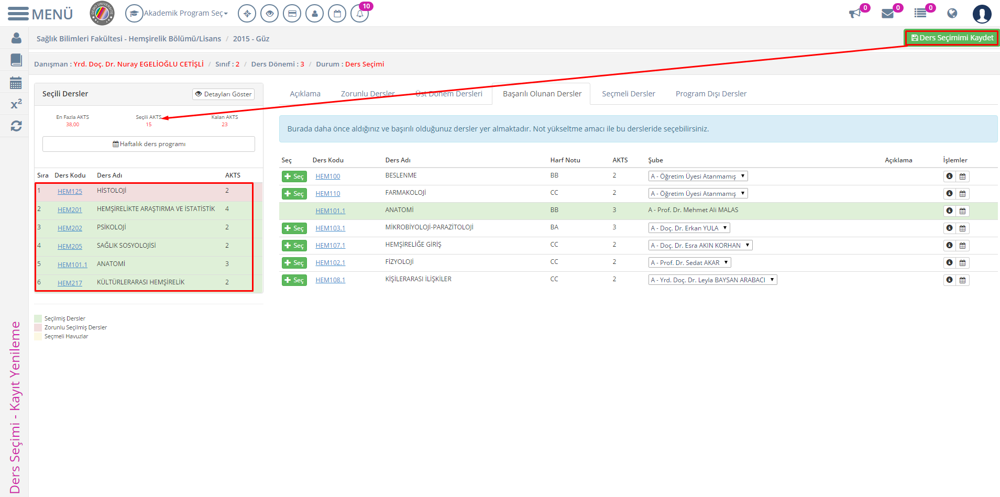 MENÜ
DEMO ÜNİVERSİTE
Akademik Program Seç
10
0
0
0
Sağlık Bilimleri Fakültesi - Hemşirelik Bölümü/Lisans / 2015 - Güz
Ders Seçimimi Kaydet
Danışman : Yrd. Doç. Dr. Nuray EGELİOĞLU CETİŞLİ / Sınıf : 2 / Ders Dönemi : 3 / Durum : Ders Seçimi
Seçili Dersler
Detayları Göster
En Fazla AKTS Seçili AKTS Kalan AKTS
38,00 15 23
Haftalık ders programı
Sıra Ders Kodu Ders Adı AKTS
1 HEM125 HİSTOLOJİ 2
2 HEM201 HEMŞİRELİKTE ARAŞTIRMA VE İSTATİSTİK 4
3 HEM202 PSİKOLOJİ 2
4 HEM205 SAĞLIK SOSYOLOJİSİ 2
5 HEM101.1 ANATOMİ 3
6 HEM217 KÜLTÜRLERARASI HEMŞİRELİK 2
Seçilmiş Dersler
Zorunlu Seçilmiş Dersler
Seçmeli Havuzlar
Açıklama Zorunlu Dersler Üst Dönem Dersleri Başarılı Olunan Dersler Seçmeli Dersler Program Dışı Dersler
Burada daha önce aldığınız ve başırılı olduğunuz dersler yer almaktadır. Not yükseltme amacı ile bu dersleride seçebilirsiniz.
Seç Ders Kodu Ders Adı Harf Notu AKTS Şube Açıklama İşlemler
Seç HEM100 BESLENME BB 2 A - Öğretim Üyesi Atanmamış
Seç HEM110 FARMAKOLOJİ CC 2 A - Öğretim Üyesi Atanmamış
HEM101.1 ANATOMİ BB 3 A - Prof. Dr. Mehmet Ali MALAS
Seç HEM103.1 MİKROBİYOLOJİ-PARAZİTOLOJİ BA 3 A - Doç. Dr. Erkan YULA
Seç HEM107.1 HEMŞİRELİĞE GİRİŞ CC 2 A - Doç. Dr. Esra AKIN KORHAN
Seç HEM102.1 FİZYOLOJİ CC 2 A - Prof. Dr. Sedat AKAR
Seç HEM108.1 KİŞİLERARASI İLİŞKİLER CC 2 A - Yrd. Doç. Dr. Leyla BAYSAN ARABACI
Ders Seçimi - Kayıt Yenileme